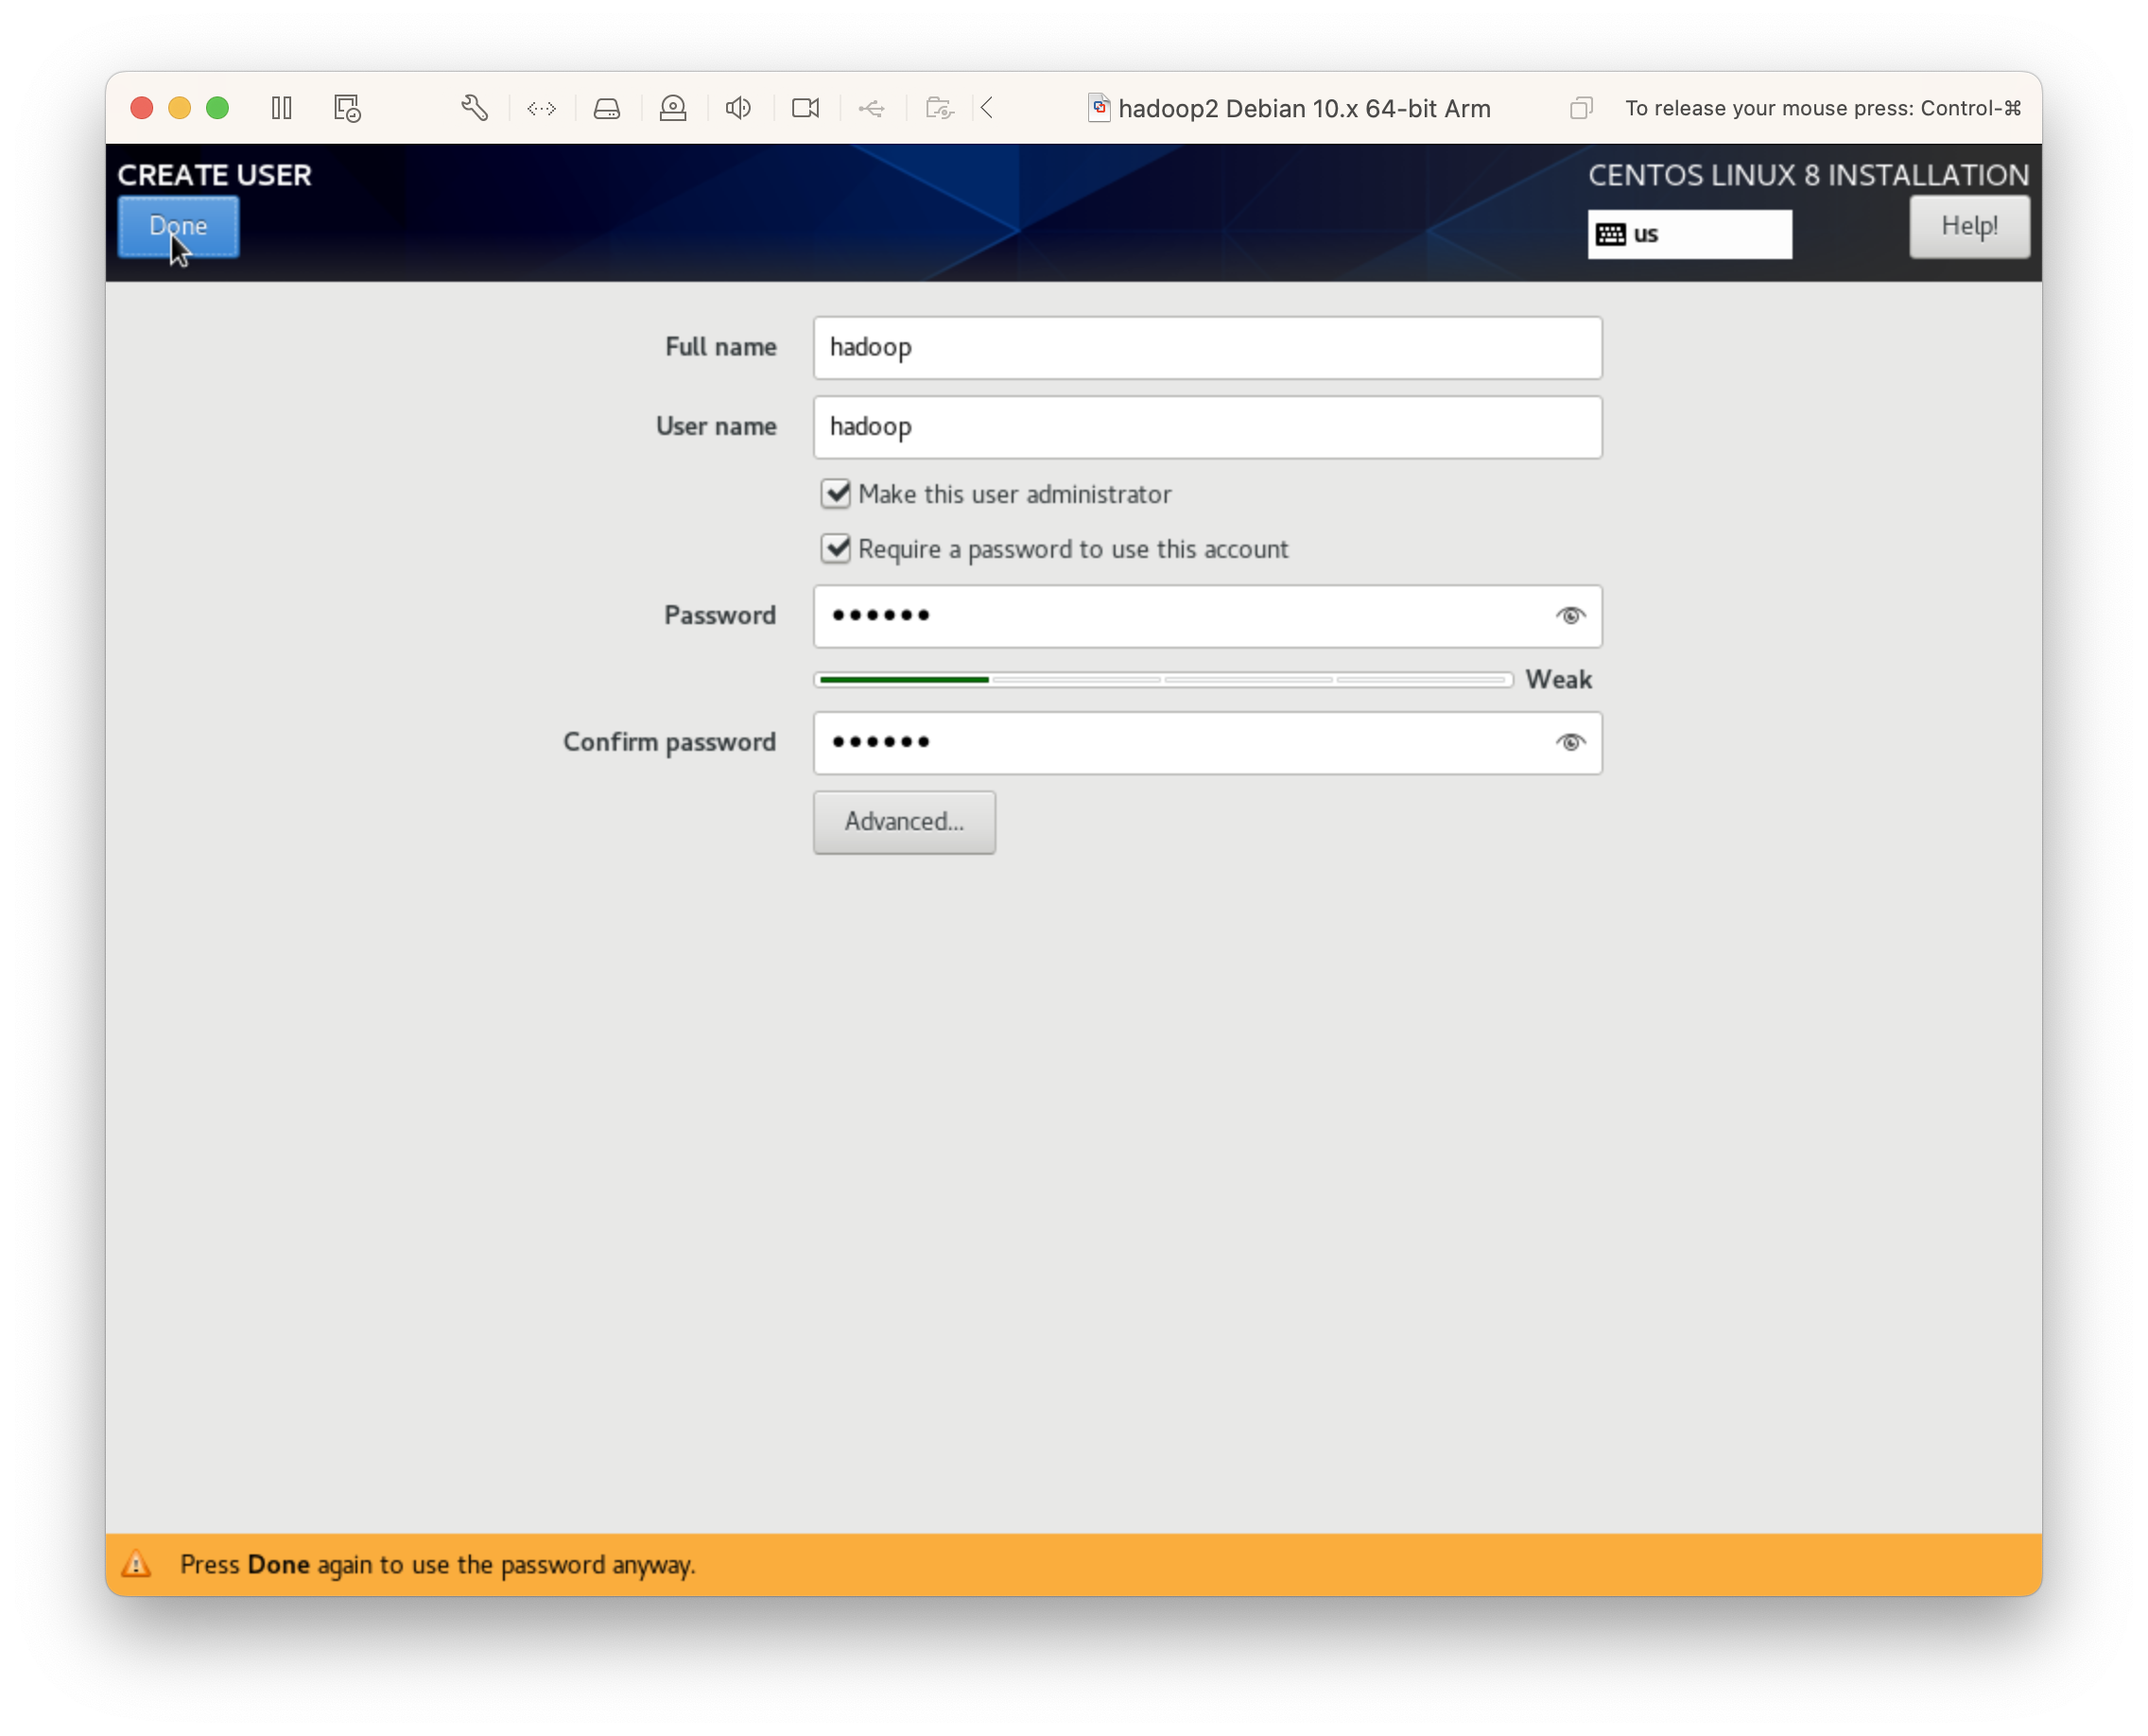 hadoop2 Debian 10.x 64-bit Arm
To release your mouse press: Control-⌘
CREATE USER
CENTOS LINUX 8 INSTALLATION
Done
us
Help!
Full name
hadoop
User name
hadoop
Make this user administrator
Require a password to use this account
Password
••••••
Weak
Confirm password
••••••
Advanced...
Press Done again to use the password anyway.